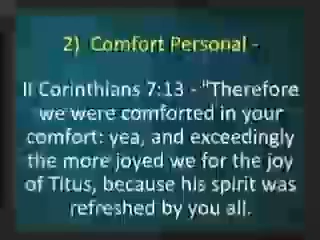 2) Comfort Personal -
II Corinthians 7:13 - "Therefore
we were comforted in your
comfort: yea, and exceedingly
the more joyed we for the joy
of Titus, because his spirit was
refreshed by you all.